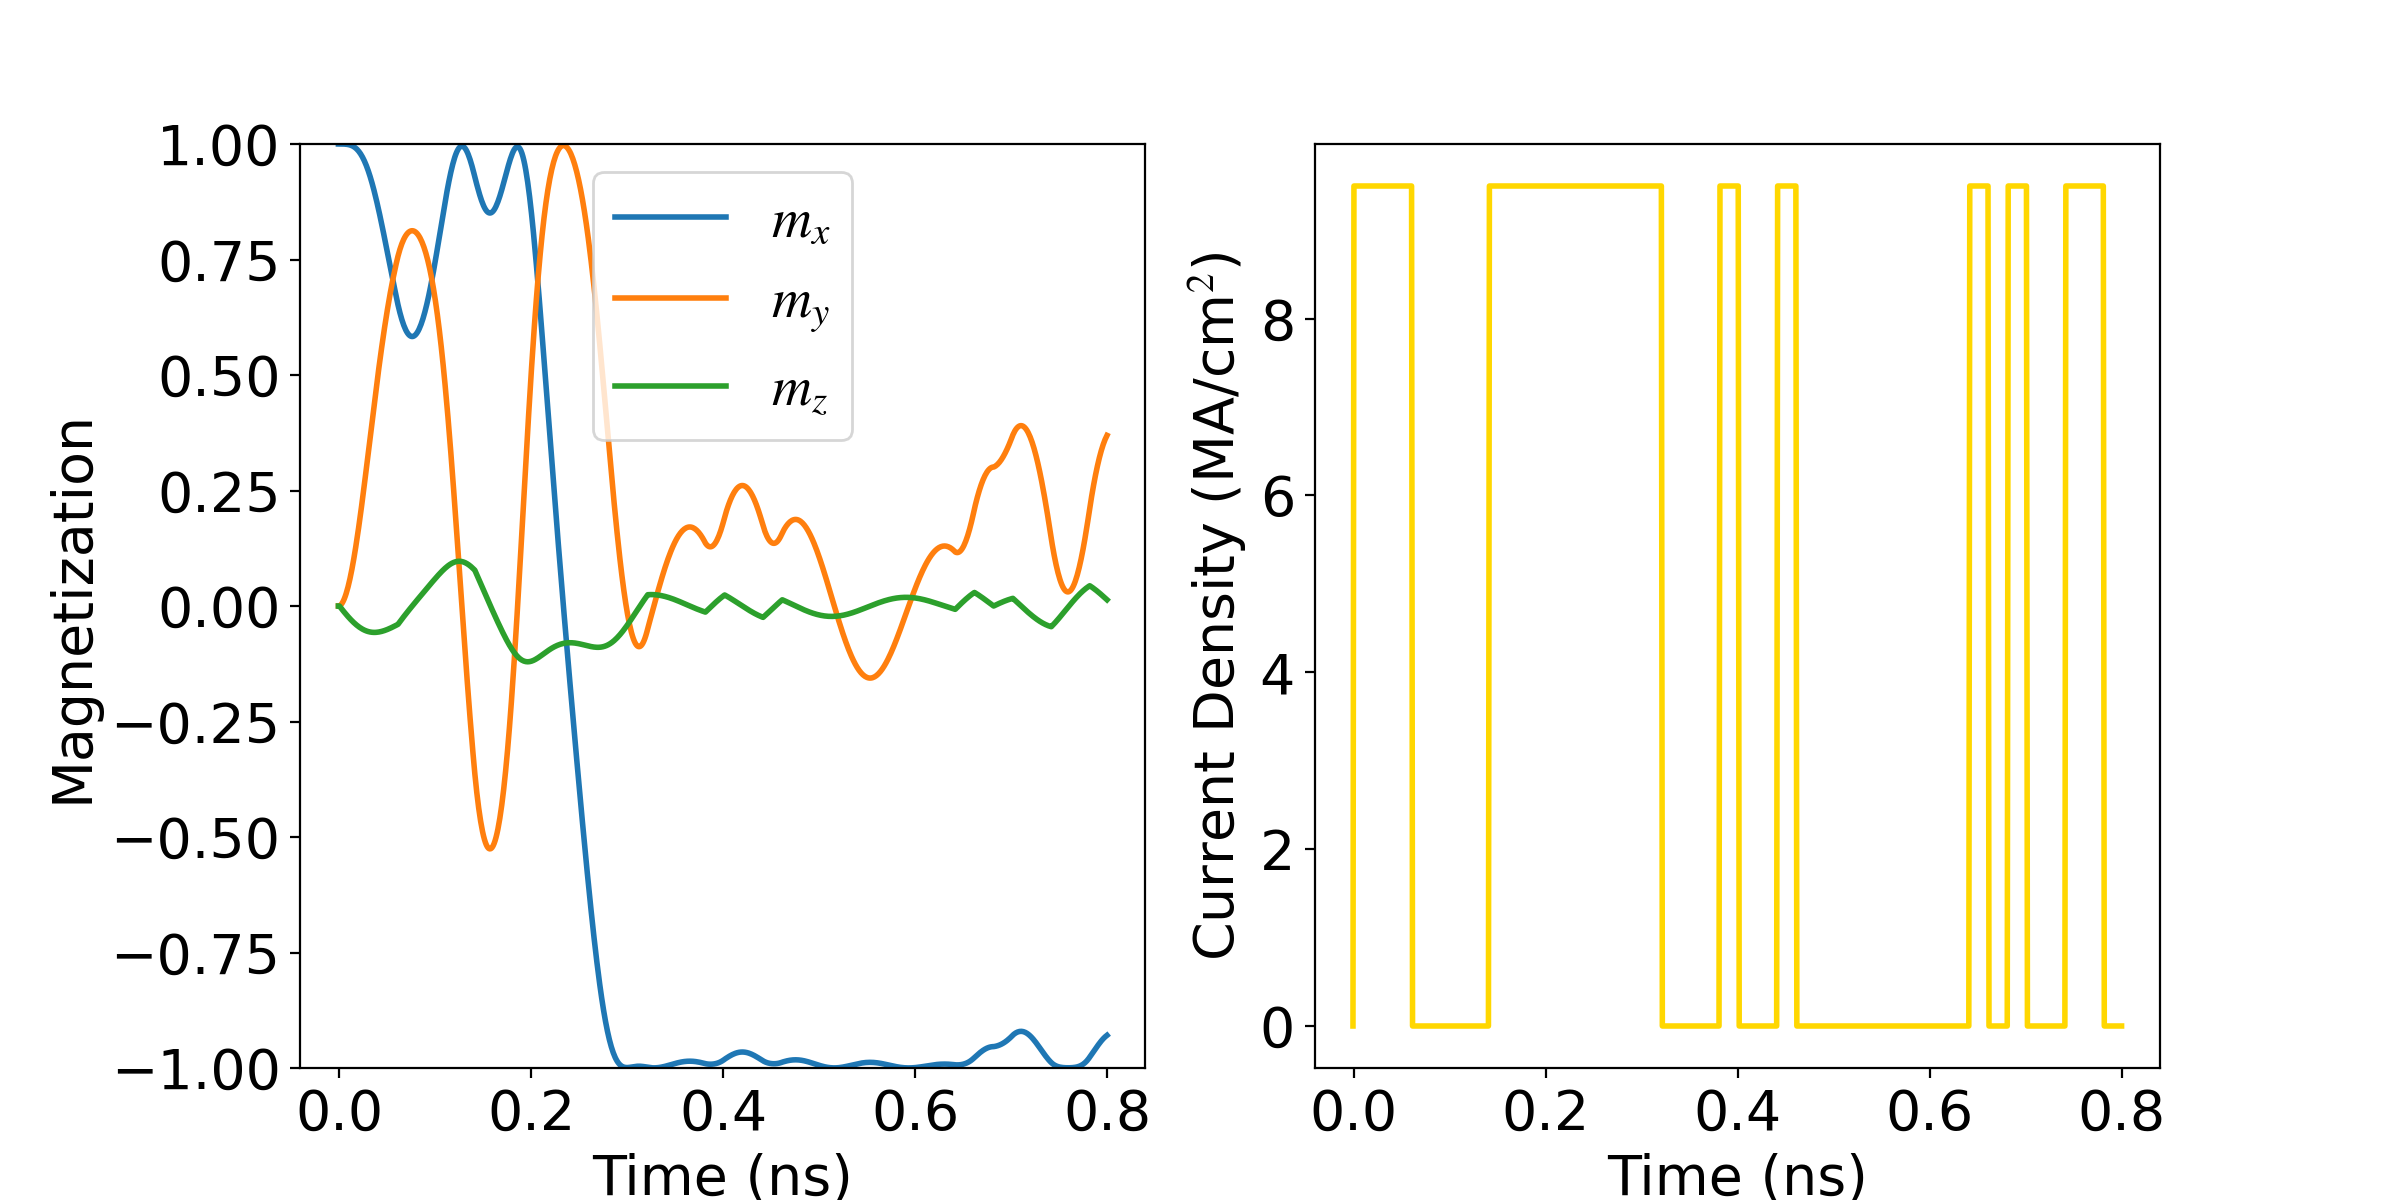 Magnetization
1.00
0.75
0.50
0.25
0.00
−0.25
−0.50
−0.75
−1.00
0.0 0.2 0.4 0.6 0.8
Time (ns)
m_x
m_y
m_z
Current Density (MA/cm²)
8
6
4
2
0
0.0 0.2 0.4 0.6 0.8
Time (ns)